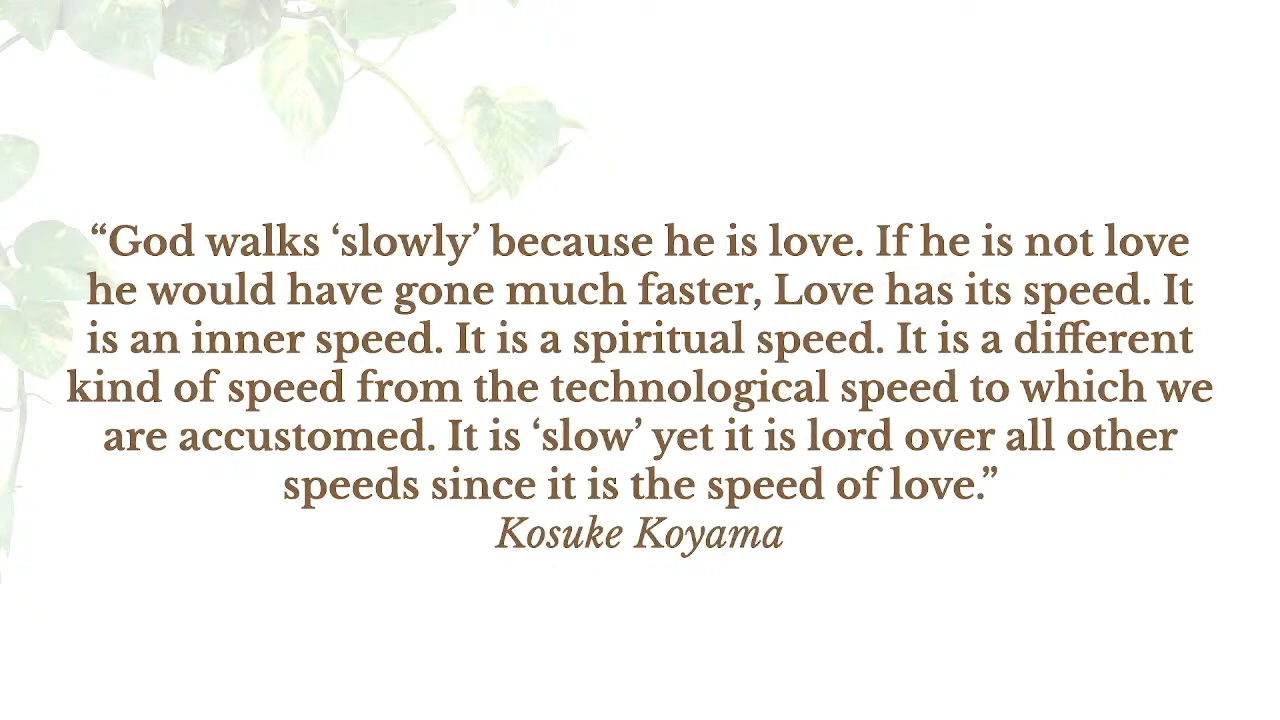 “God walks ‘slowly’ because he is love. If he is not love
he would have gone much faster, Love has its speed. It
is an inner speed. It is a spiritual speed. It is a different
kind of speed from the technological speed to which we
are accustomed. It is ‘slow’ yet it is lord over all other
speeds since it is the speed of love.”
Kosuke Koyama